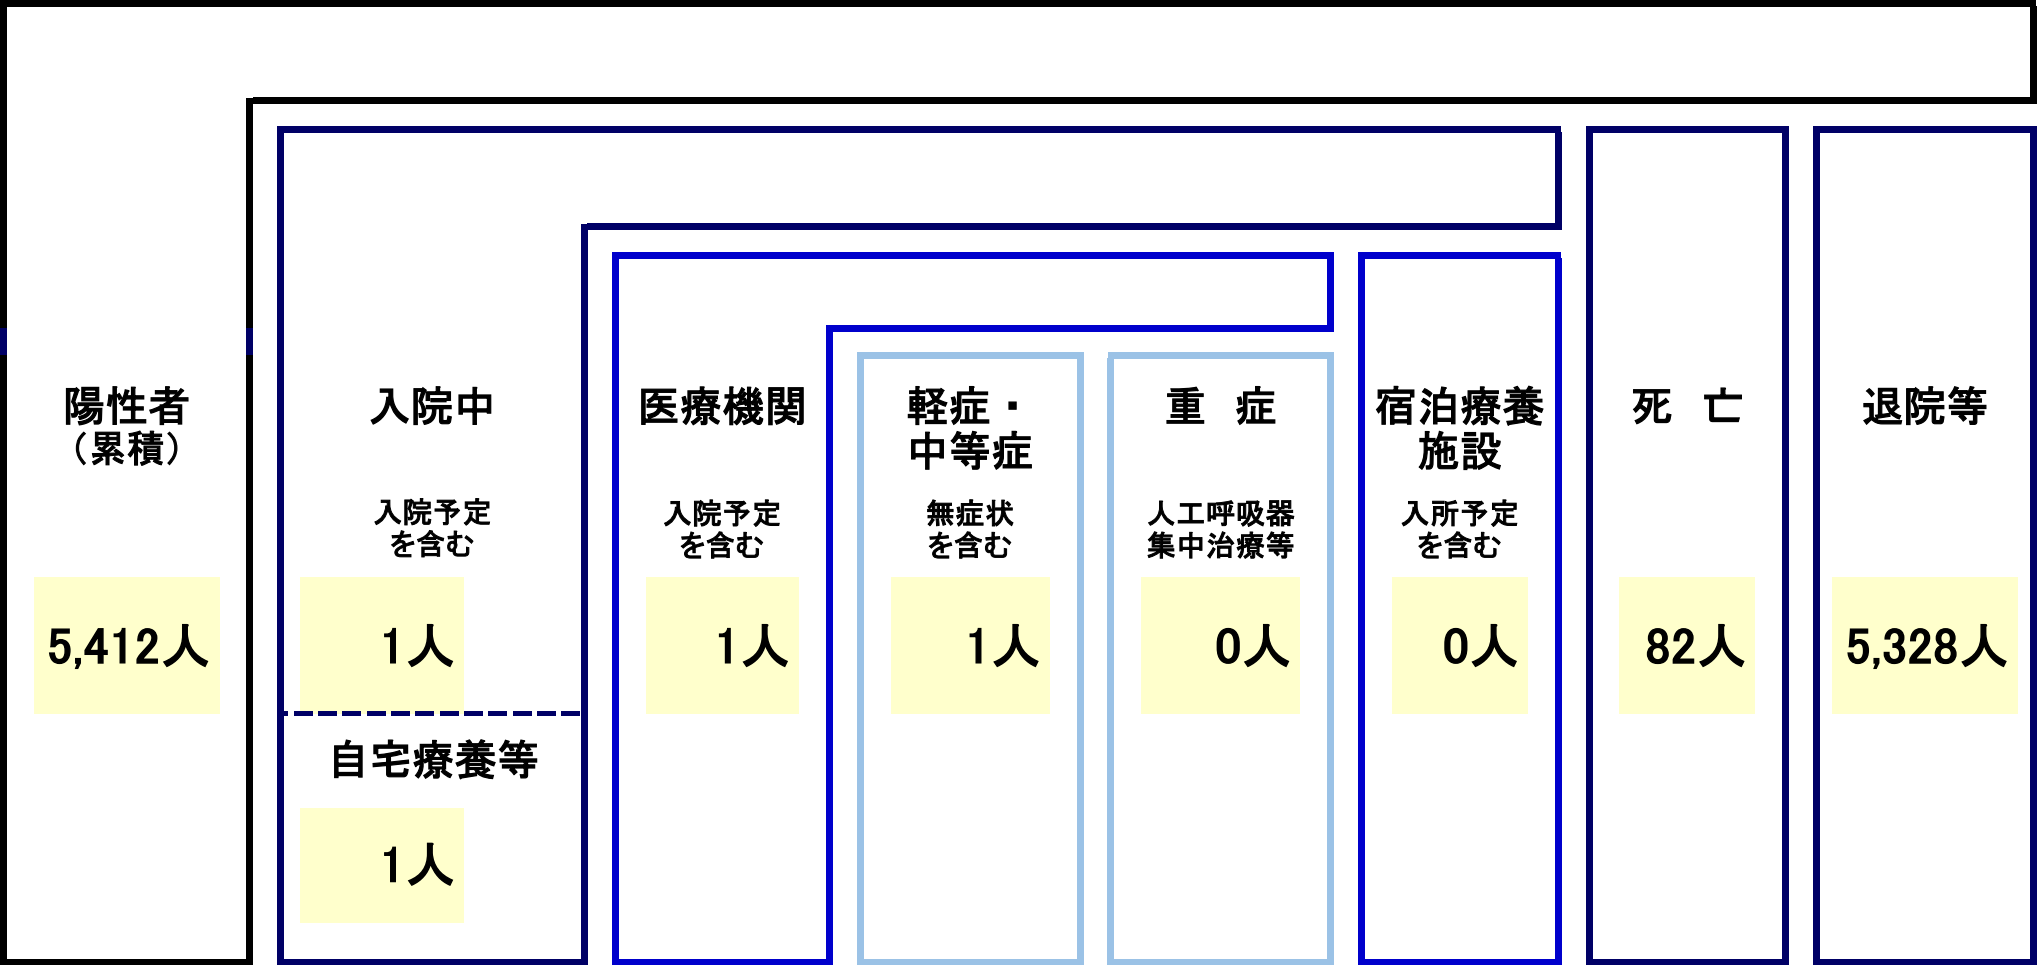 陽性者
（累積）
5,412人
入院中
入院予定
を含む
1人
自宅療養等
1人
医療機関
入院予定
を含む
1人
軽症・
中等症
無症状
を含む
1人
重 症
人工呼吸器
集中治療等
0人
宿泊療養
施設
入所予定
を含む
0人
死 亡
82人
退院等
5,328人